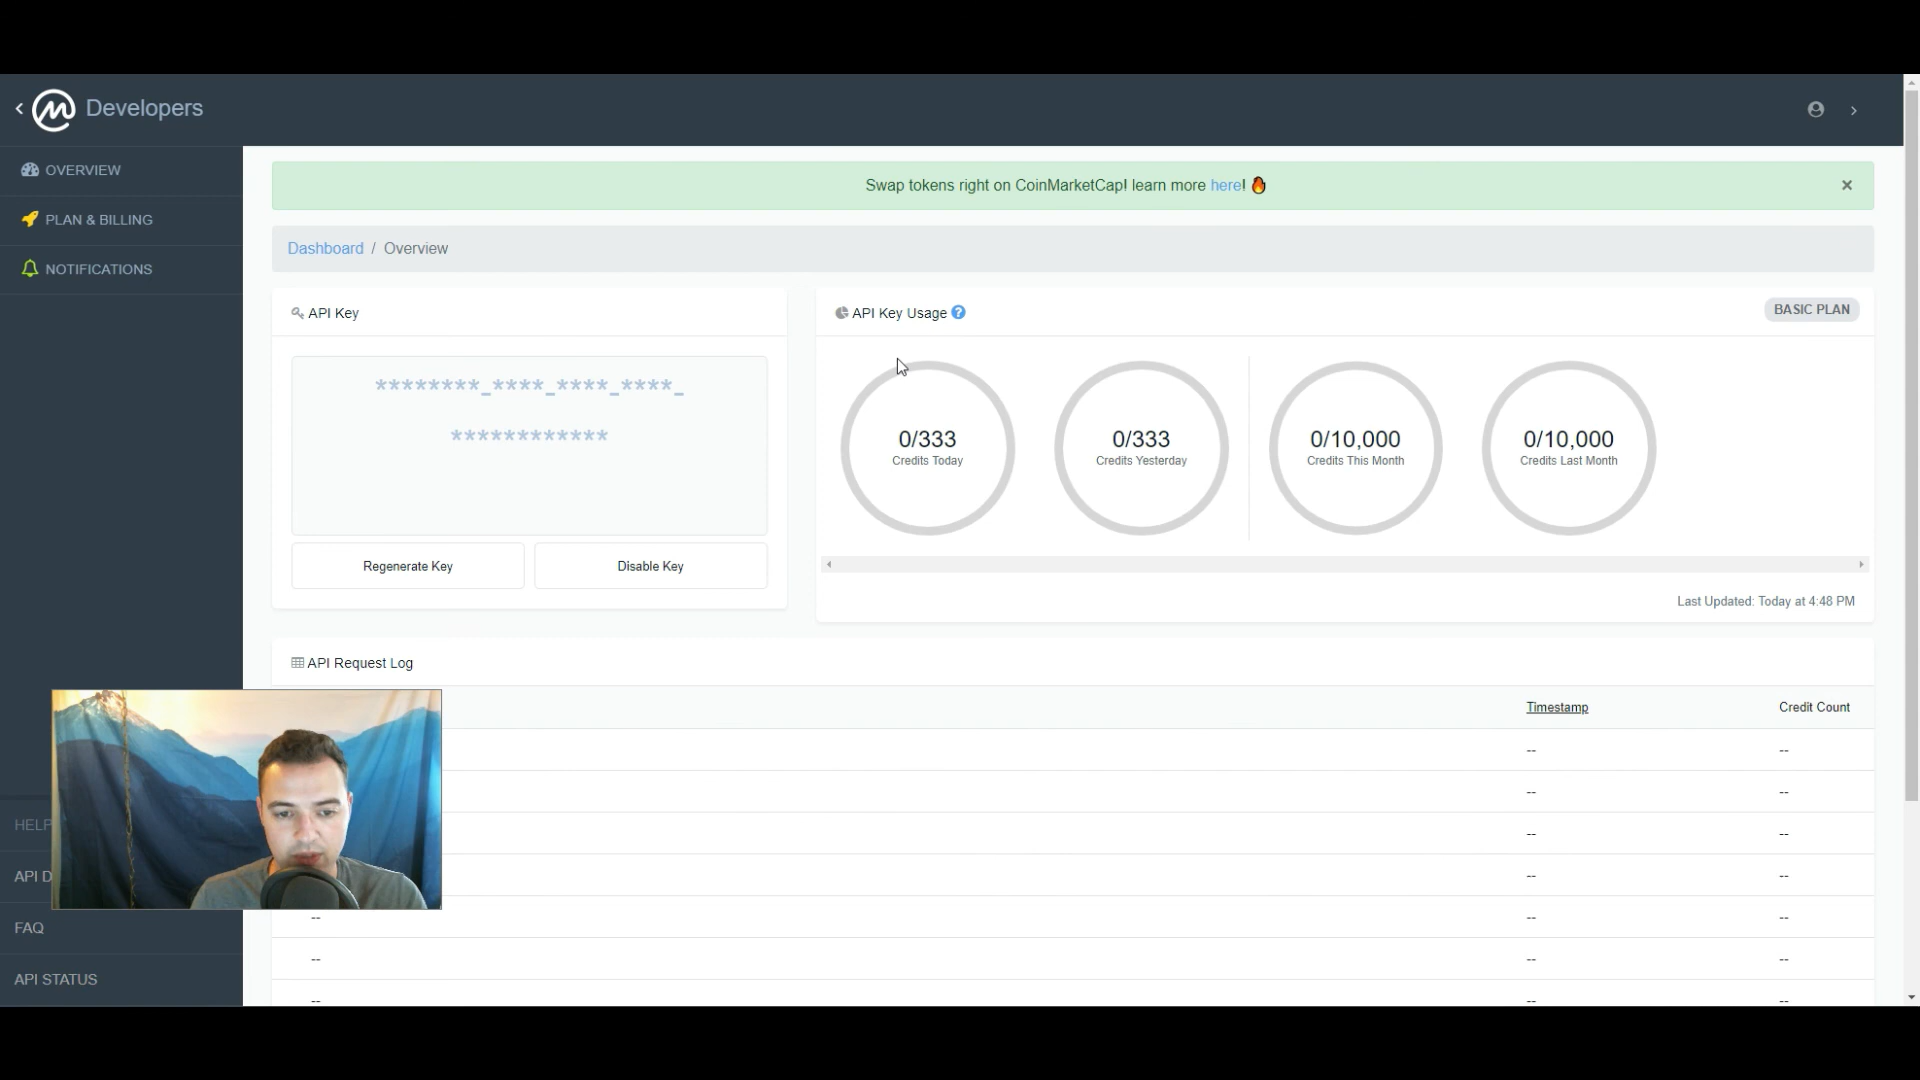 Developers
OVERVIEW
PLAN & BILLING
NOTIFICATIONS
Swap tokens right on CoinMarketCap! learn more here! 🔥
×
Dashboard / Overview
API Key
********_****_****_****_
************
Regenerate Key
Disable Key
API Key Usage ?
BASIC PLAN
0/333
Credits Today
0/333
Credits Yesterday
0/10,000
Credits This Month
0/10,000
Credits Last Month
Last Updated: Today at 4:48 PM
API Request Log
Timestamp
Credit Count
-- --
-- --
-- --
-- --
-- -- --
-- -- --
-- -- --
HELP
API D
FAQ
API STATUS